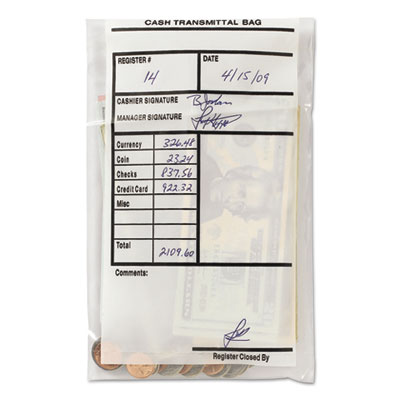 CASH TRANSMITTAL BAG
REGISTER # DATE
14 4/15/09
CASHIER SIGNATURE
MANAGER SIGNATURE
Currency 326.48
Coin 23.24
Checks 837.56
Credit Card 922.32
Misc
Total 2109.60
Comments:
Register Closed By